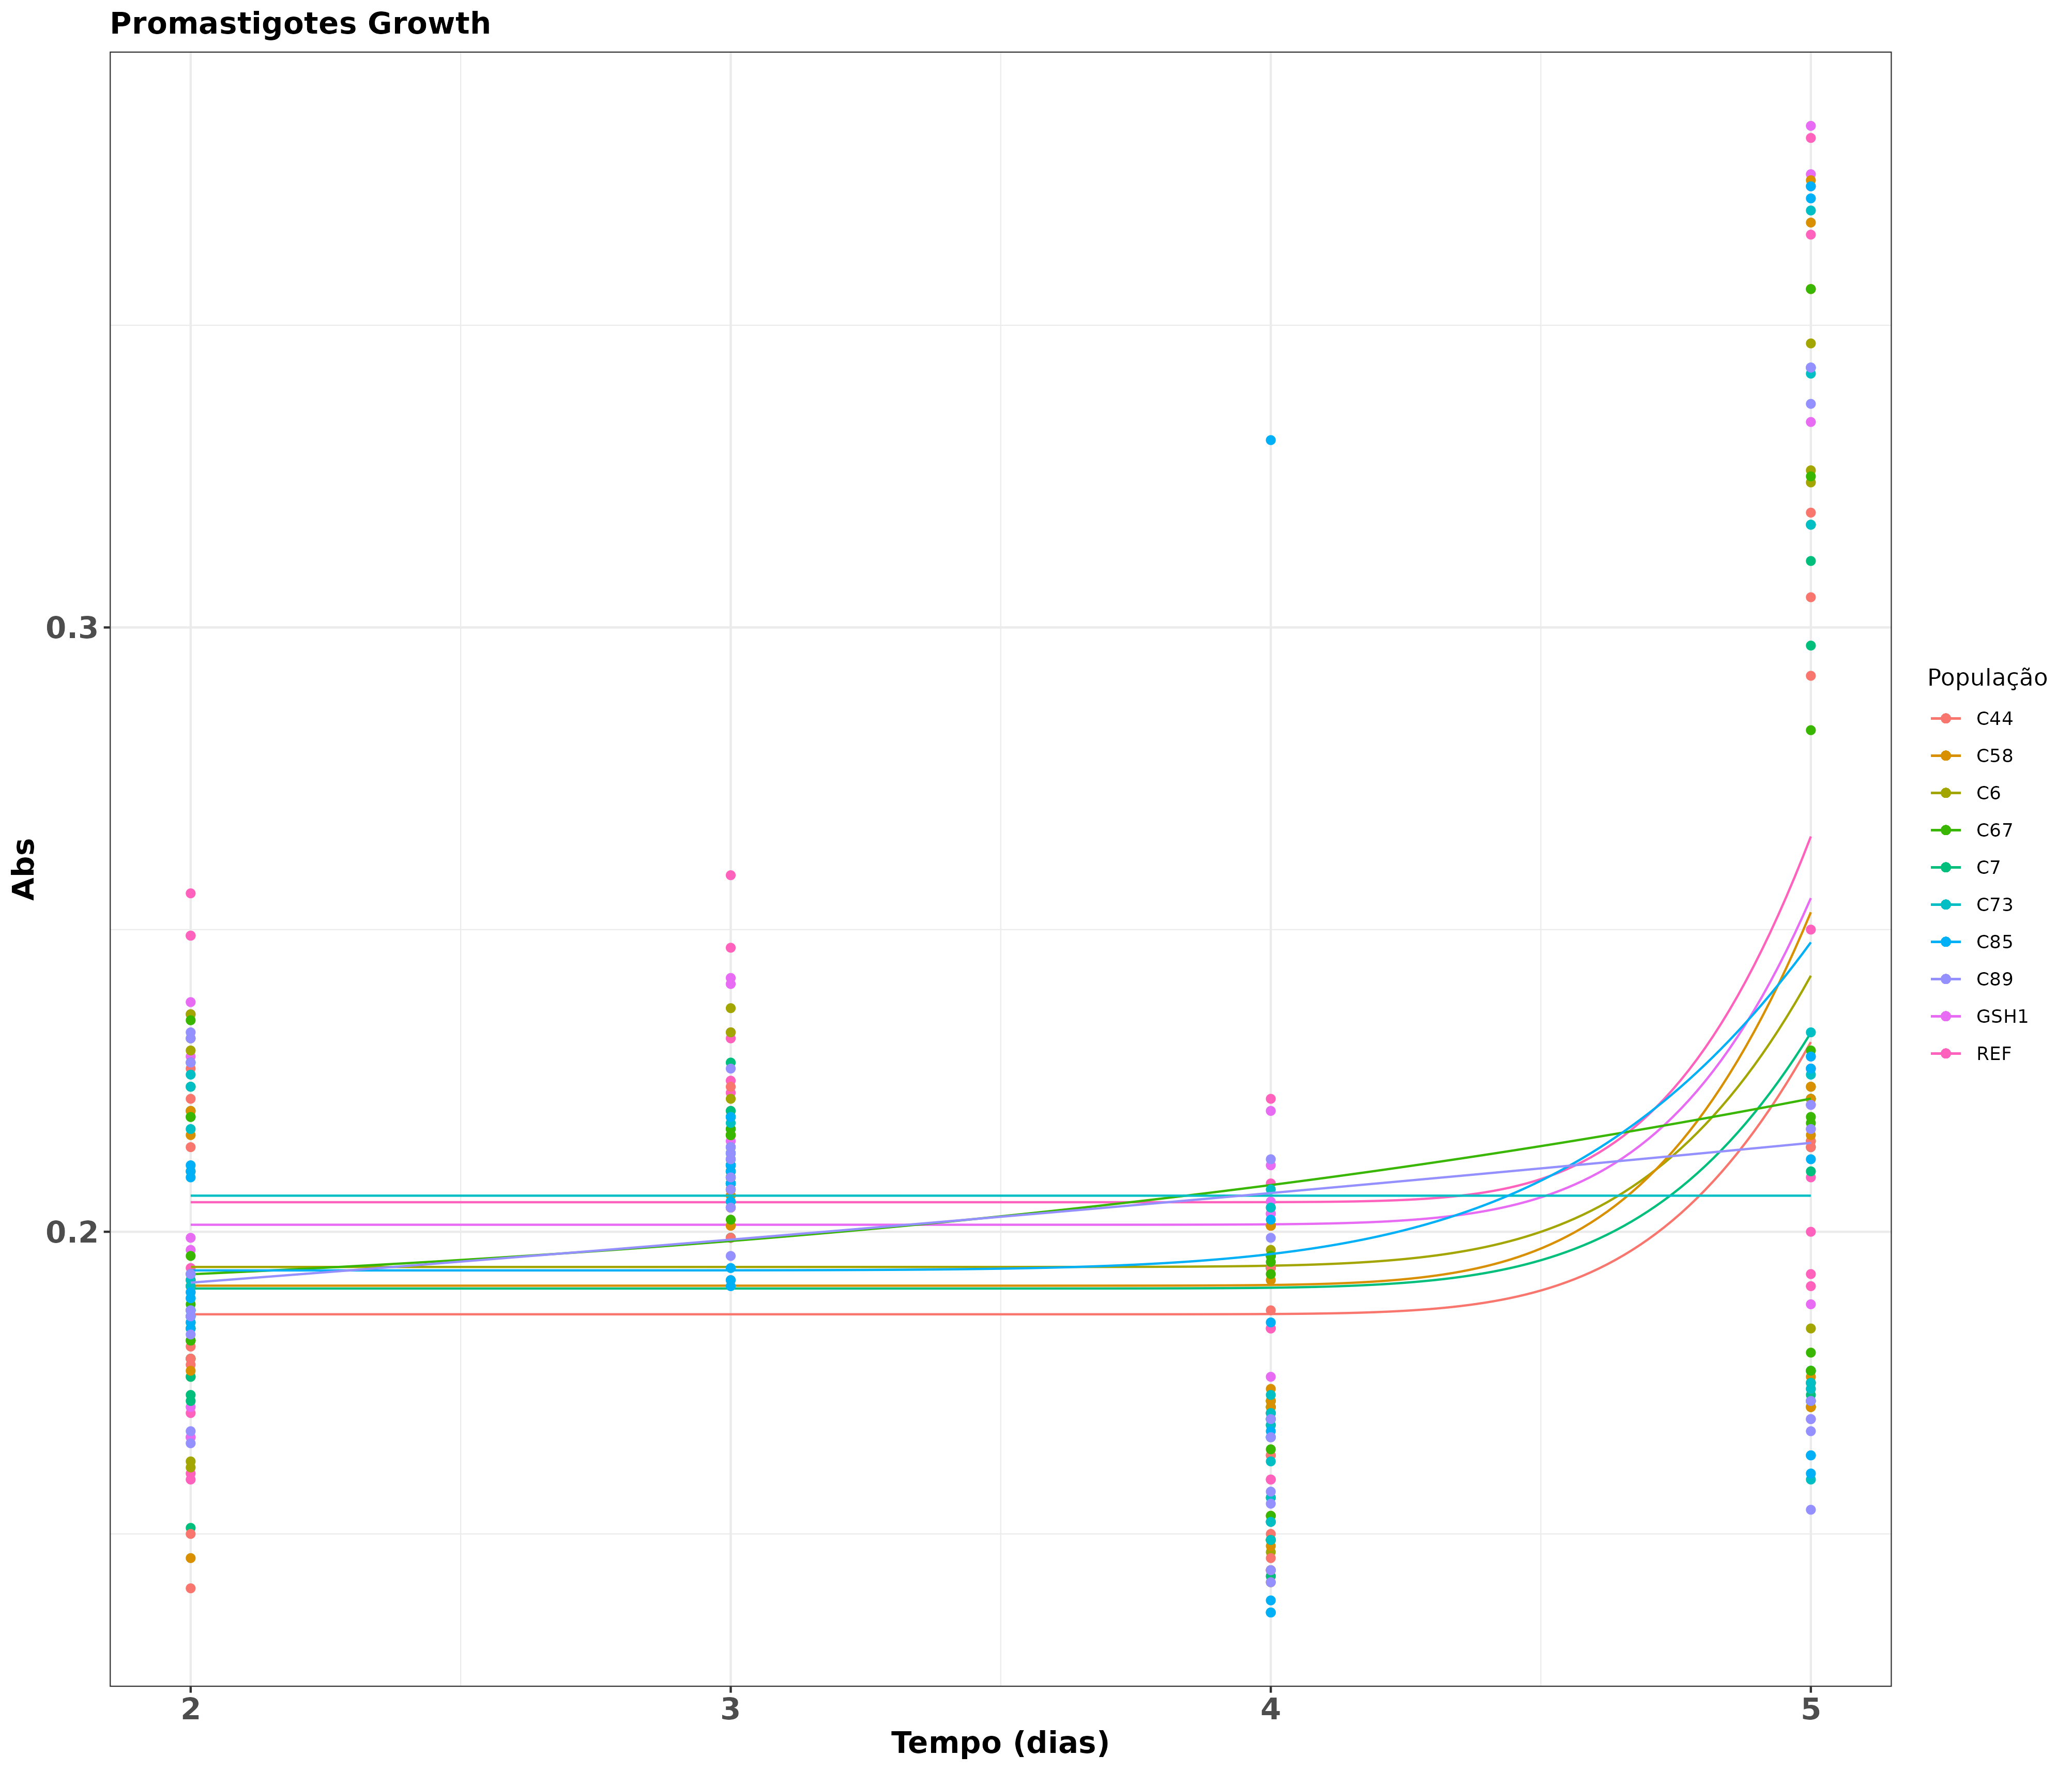 Promastigotes Growth
Abs
0.3
0.2
2 3 4 5
Tempo (dias)
População
C44
C58
C6
C67
C7
C73
C85
C89
GSH1
REF